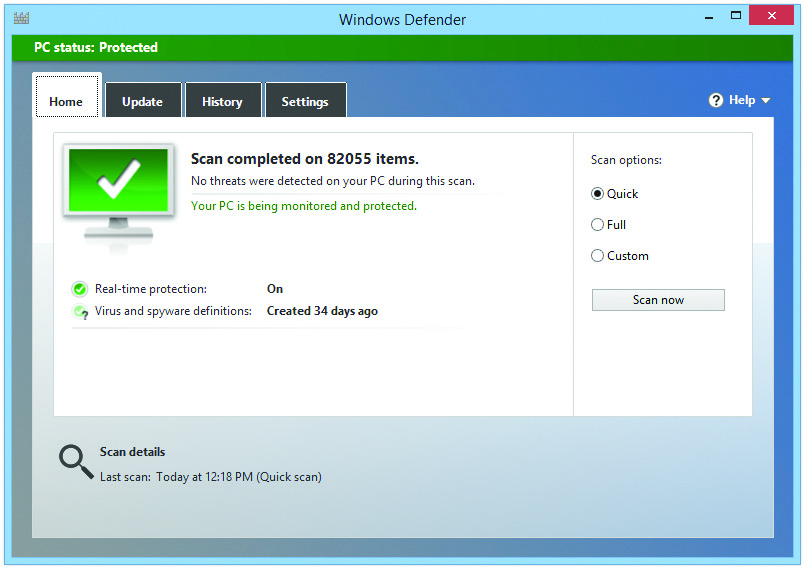 Windows Defender
PC status: Protected
Home Update History Settings
Help
Scan completed on 82055 items.
No threats were detected on your PC during this scan.
Your PC is being monitored and protected.
Real-time protection: On
Virus and spyware definitions: Created 34 days ago
Scan options:
Quick
Full
Custom
Scan now
Scan details
Last scan: Today at 12:18 PM (Quick scan)